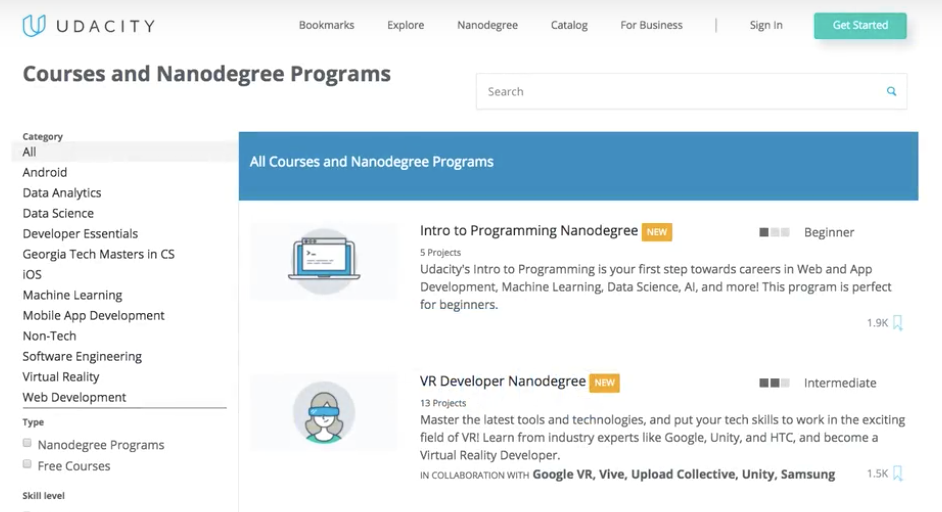 UDACITY
Bookmarks
Explore
Nanodegree
Catalog
For Business
Sign In
Get Started
Courses and Nanodegree Programs
Search
Category
All
Android
Data Analytics
Data Science
Developer Essentials
Georgia Tech Masters in CS
iOS
Machine Learning
Mobile App Development
Non-Tech
Software Engineering
Virtual Reality
Web Development
Type
Nanodegree Programs
Free Courses
Skill level
All Courses and Nanodegree Programs
Intro to Programming Nanodegree NEW
Beginner
5 Projects
Udacity's Intro to Programming is your first step towards careers in Web and App
Development, Machine Learning, Data Science, AI, and more! This program is perfect
for beginners.
1.9K
VR Developer Nanodegree NEW
Intermediate
13 Projects
Master the latest tools and technologies, and put your tech skills to work in the exciting
field of VR! Learn from industry experts like Google, Unity, and HTC, and become a
Virtual Reality Developer.
IN COLLABORATION WITH Google VR, Vive, Upload Collective, Unity, Samsung
1.5K